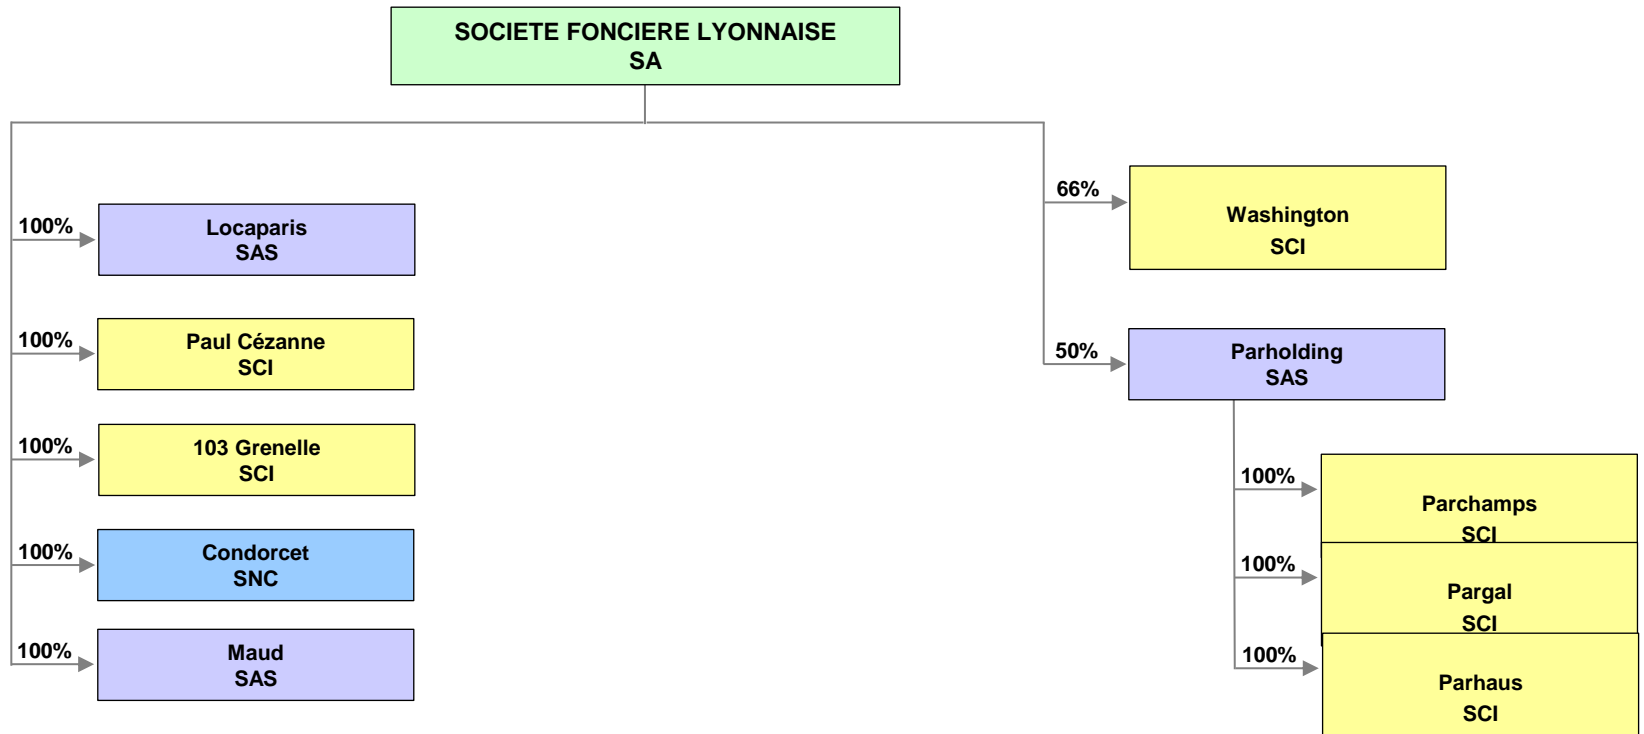 SOCIETE FONCIERE LYONNAISE
SA
100%
Locaparis
SAS
100%
Paul Cézanne
SCI
100%
103 Grenelle
SCI
100%
Condorcet
SNC
100%
Maud
SAS
66%
Washington
SCI
50%
Parholding
SAS
100%
Parchamps
SCI
100%
Pargal
SCI
100%
Parhaus
SCI